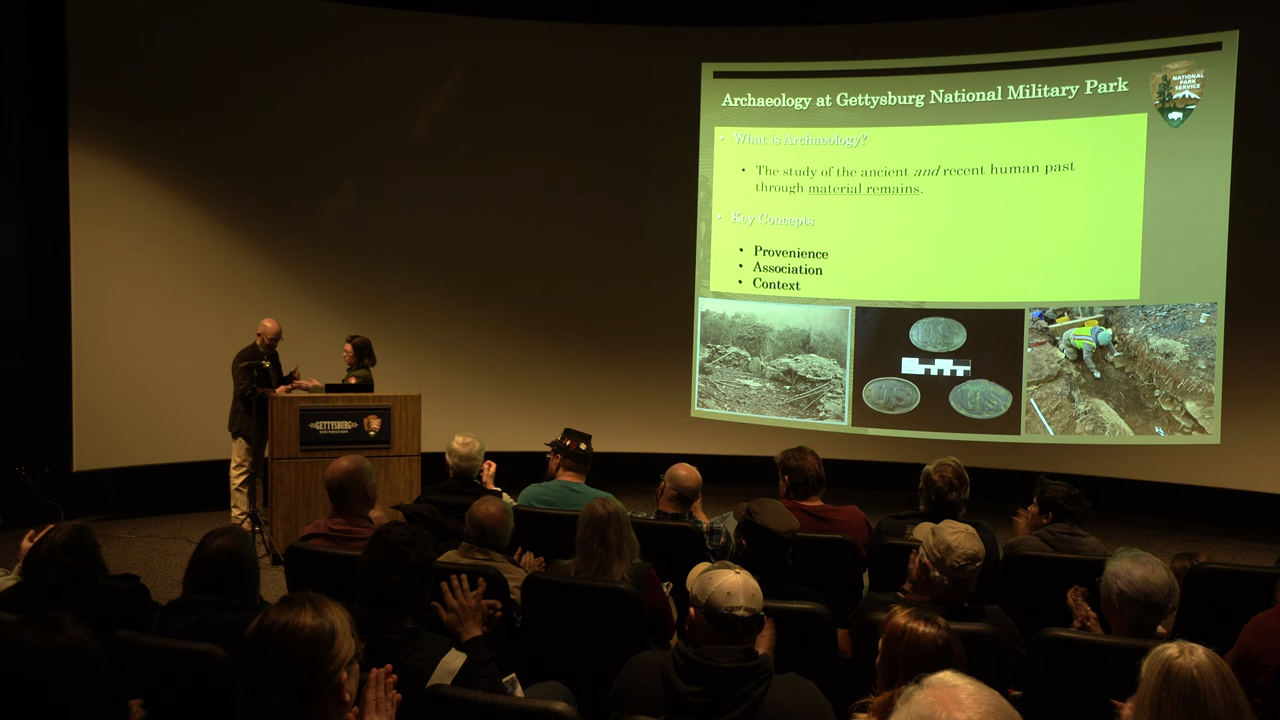 Archaeology at Gettysburg National Military Park
NATIONAL
PARK
SERVICE
• What is Archaeology?
• The study of the ancient and recent human past
through material remains.
• Key Concepts
• Provenience
• Association
• Context
US
US
US
GETTYSBURG
FOUNDATION